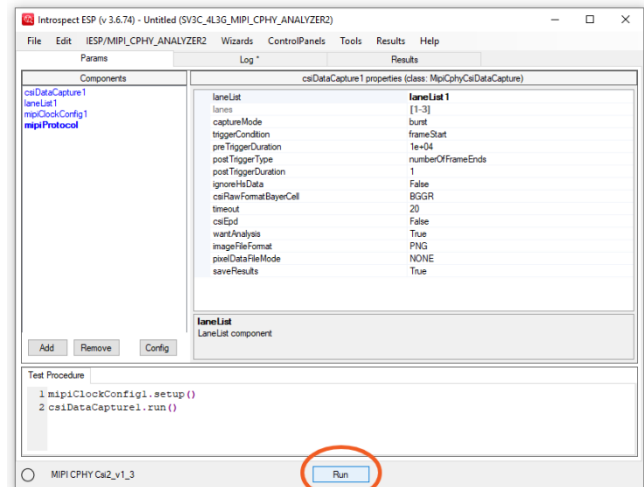 Introspect ESP (v 3.6.74) - Untitled (SV3C_4L3G_MIPI_CPHY_ANALYZER2)
File Edit IESP/MIPI_CPHY_ANALYZER2 Wizards ControlPanels Tools Results Help
Params Log * Results
Components
csiDataCapture1
laneList1
mipiClockConfig1
mipiProtocol
csiDataCapture1 properties (class: MipiCphyCsiDataCapture)
laneList laneList1
lanes [1-3]
captureMode burst
triggerCondition frameStart
preTriggerDuration 1e+04
postTriggerType numberOfFrameEnds
postTriggerDuration 1
ignoreHsData False
csiRawFormatBayerCell BGGR
timeout 20
csiEpd False
wantAnalysis True
imageFileFormat PNG
pixelDataFileMode NONE
saveResults True
laneList
LaneList component
Add Remove Config
Test Procedure
1 mipiClockConfig1.setup()
2 csiDataCapture1.run()
MIPI CPHY Csi2_v1_3
Run